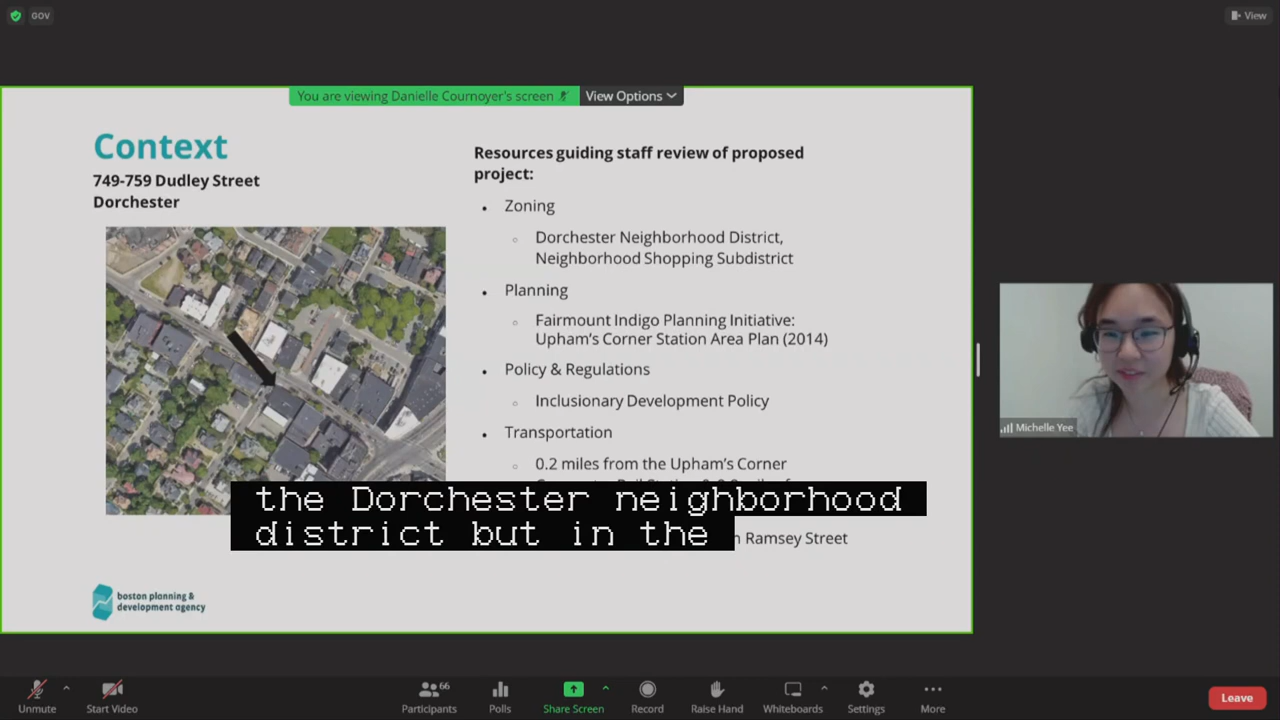 GOV
View
You are viewing Danielle Cournoyer's screen
View Options
Context
749-759 Dudley Street
Dorchester
Resources guiding staff review of proposed
project:
Zoning
Dorchester Neighborhood District,
Neighborhood Shopping Subdistrict
Planning
Fairmount Indigo Planning Initiative:
Upham's Corner Station Area Plan (2014)
Policy & Regulations
Inclusionary Development Policy
Transportation
0.2 miles from the Upham's Corner
Ramsey Street
the Dorchester neighborhood
district but in the
boston planning &
development agency
Michelle Yee
Unmute
Start Video
Participants
66
Polls
Share Screen
Record
Raise Hand
Whiteboards
Settings
More
Leave